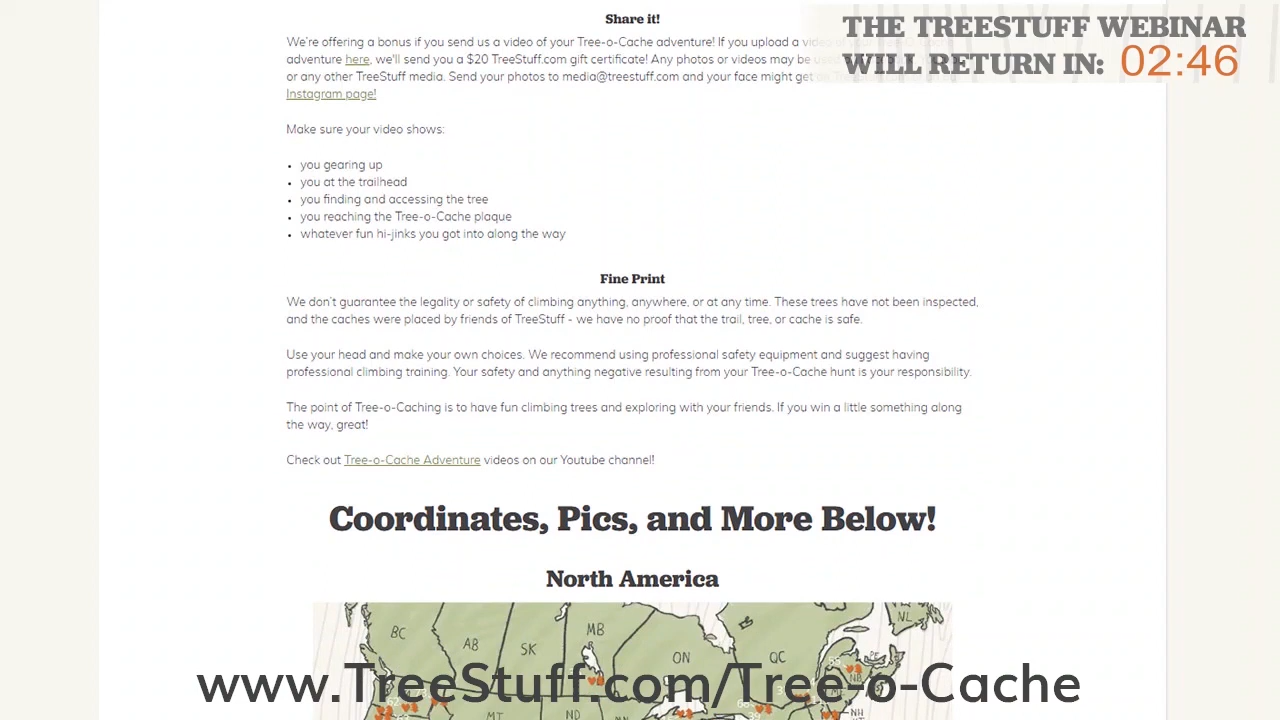 THE TREESTUFF WEBINAR
WILL RETURN IN: 02:46
Share it!
We're offering a bonus if you send us a video of your Tree-o-Cache adventure! If you upload a video of your
adventure here, we'll send you a $20 TreeStuff.com gift certificate! Any photos or videos may be
or any other TreeStuff media. Send your photos to media@treestuff.com and your face might get
Instagram page!
Make sure your video shows:
• you gearing up
• you at the trailhead
• you finding and accessing the tree
• you reaching the Tree-o-Cache plaque
• whatever fun hi-jinks you got into along the way
Fine Print
We don't guarantee the legality or safety of climbing anything, anywhere, or at any time. These trees have not been inspected,
and the caches were placed by friends of TreeStuff - we have no proof that the trail, tree, or cache is safe.
Use your head and make your own choices. We recommend using professional safety equipment and suggest having
professional climbing training. Your safety and anything negative resulting from your Tree-o-Cache hunt is your responsibility.
The point of Tree-o-Caching is to have fun climbing trees and exploring with your friends. If you win a little something along
the way, great!
Check out Tree-o-Cache Adventure videos on our Youtube channel!
Coordinates, Pics, and More Below!
North America
NL
BC AB SK MB ON QC
NB
www.TreeStuff.com/Tree-o-Cache
MT ND NH